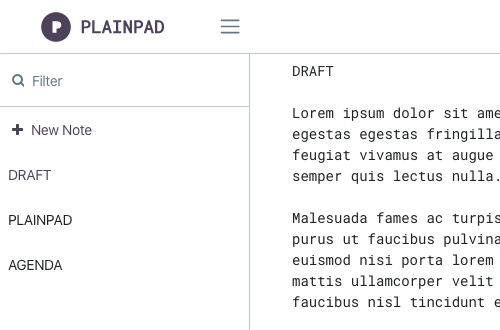 PLAINPAD
Filter
New Note
DRAFT
PLAINPAD
AGENDA
DRAFT
Lorem ipsum dolor sit ame
egestas egestas fringilla
feugiat vivamus at augue
semper quis lectus nulla.
Malesuada fames ac turpis
purus ut faucibus pulvina
euismod nisi porta lorem
mattis ullamcorper velit
faucibus nisl tincidunt e